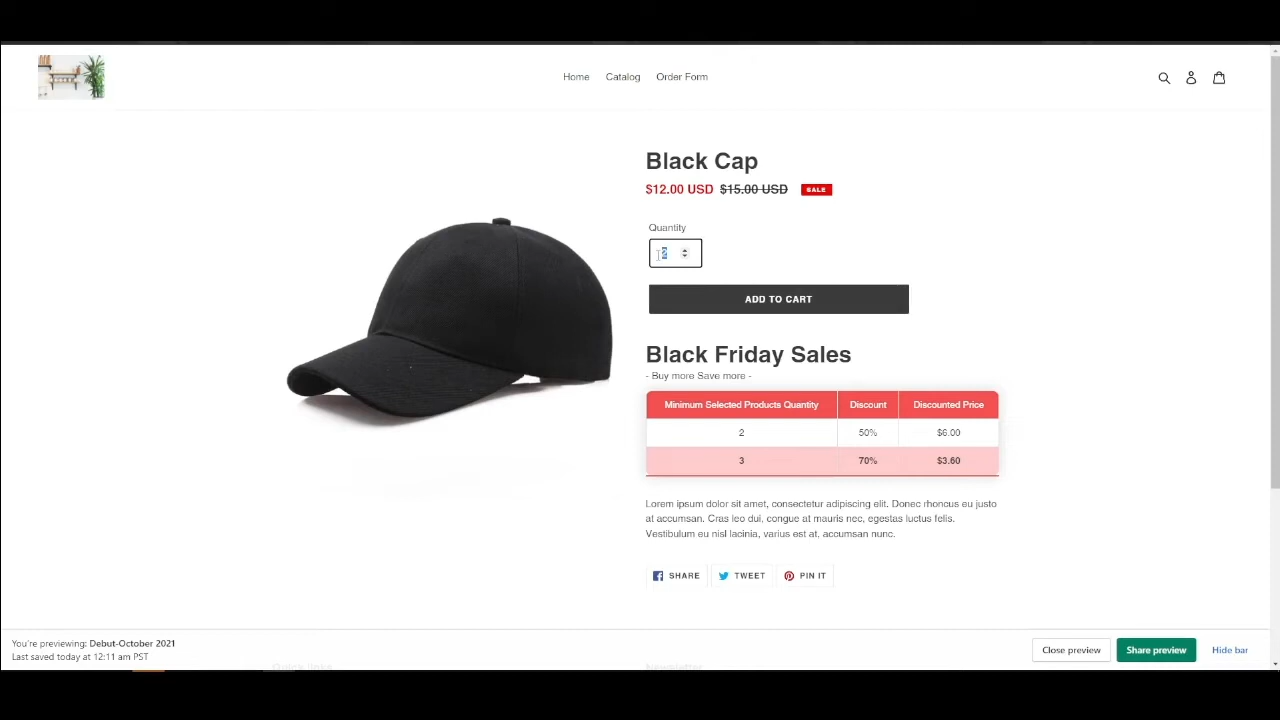 Home Catalog Order Form
Black Cap
$12.00 USD $15.00 USD SALE
Quantity
2
ADD TO CART
Black Friday Sales
- Buy more Save more -
Minimum Selected Products Quantity Discount Discounted Price
2 50% $6.00
3 70% $3.60
Lorem ipsum dolor sit amet, consectetur adipiscing elit. Donec rhoncus eu justo
at accumsan. Cras leo dui, congue at mauris nec, egestas luctus felis.
Vestibulum eu nisl lacinia, varius est at, accumsan nunc.
SHARE TWEET PIN IT
You're previewing: Debut-October 2021
Last saved today at 12:11 am PST
Close preview Share preview Hide bar
Quick links Newsletter